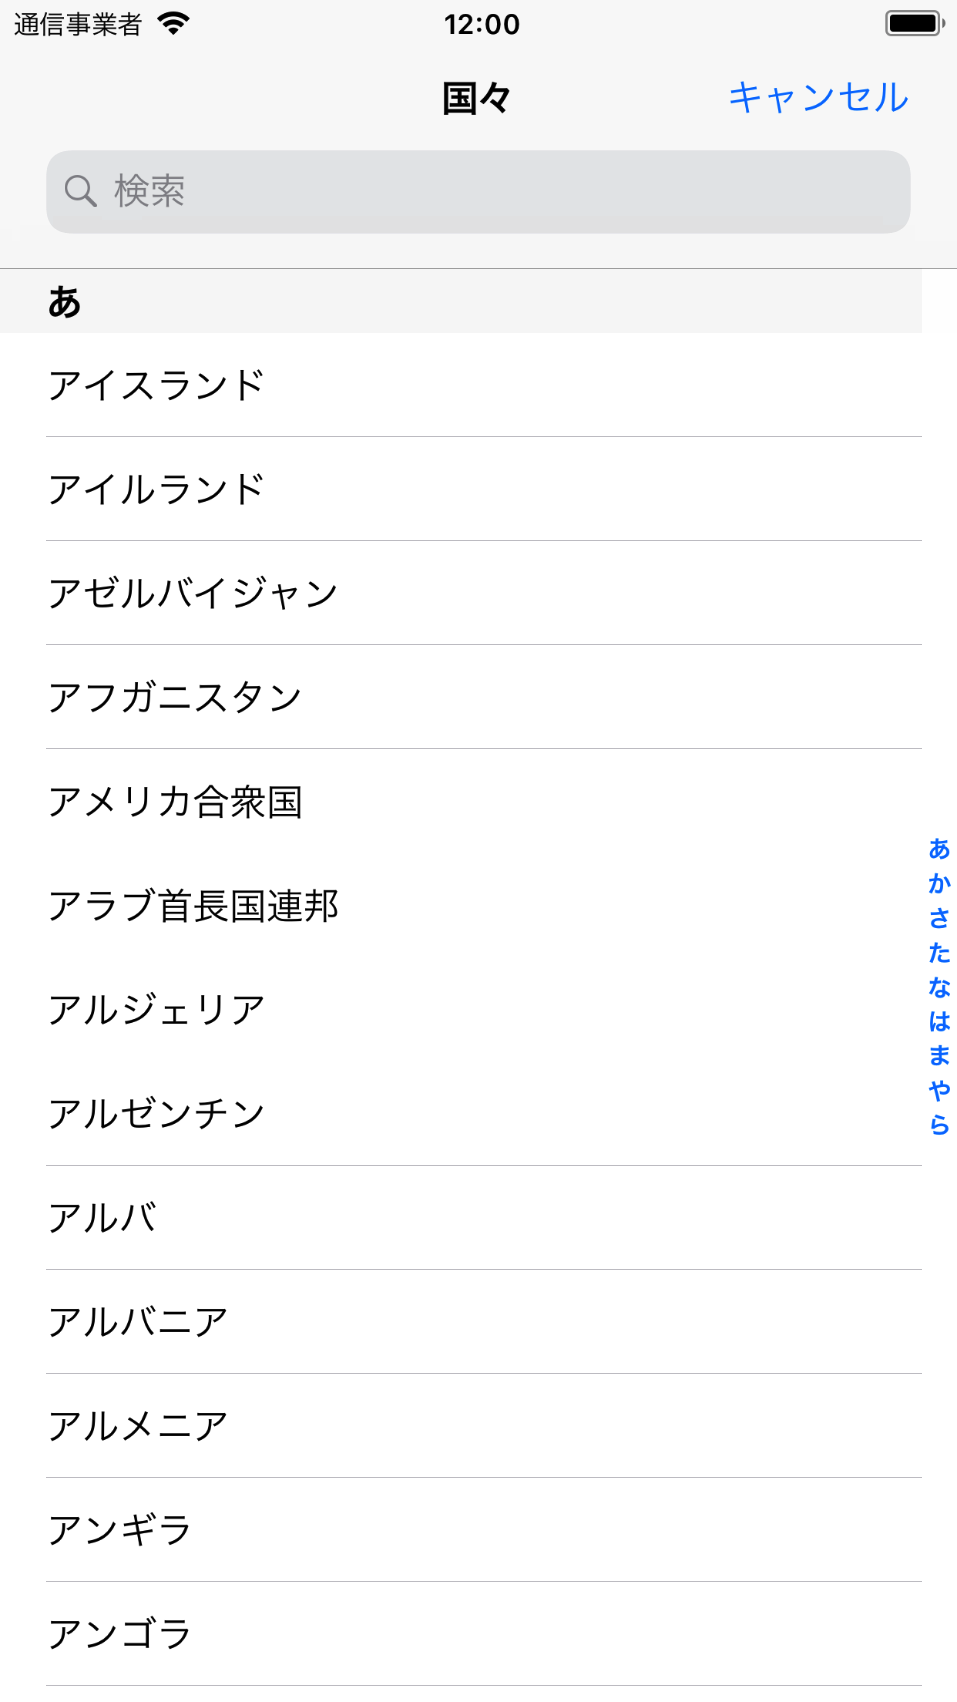 通信事業者 12:00
国々 キャンセル
検索
あ
アイスランド
アイルランド
アゼルバイジャン
アフガニスタン
アメリカ合衆国
アラブ首長国連邦
アルジェリア
アルゼンチン
アルバ
アルバニア
アルメニア
アンギラ
アンゴラ
あ
か
さ
た
な
は
ま
や
ら